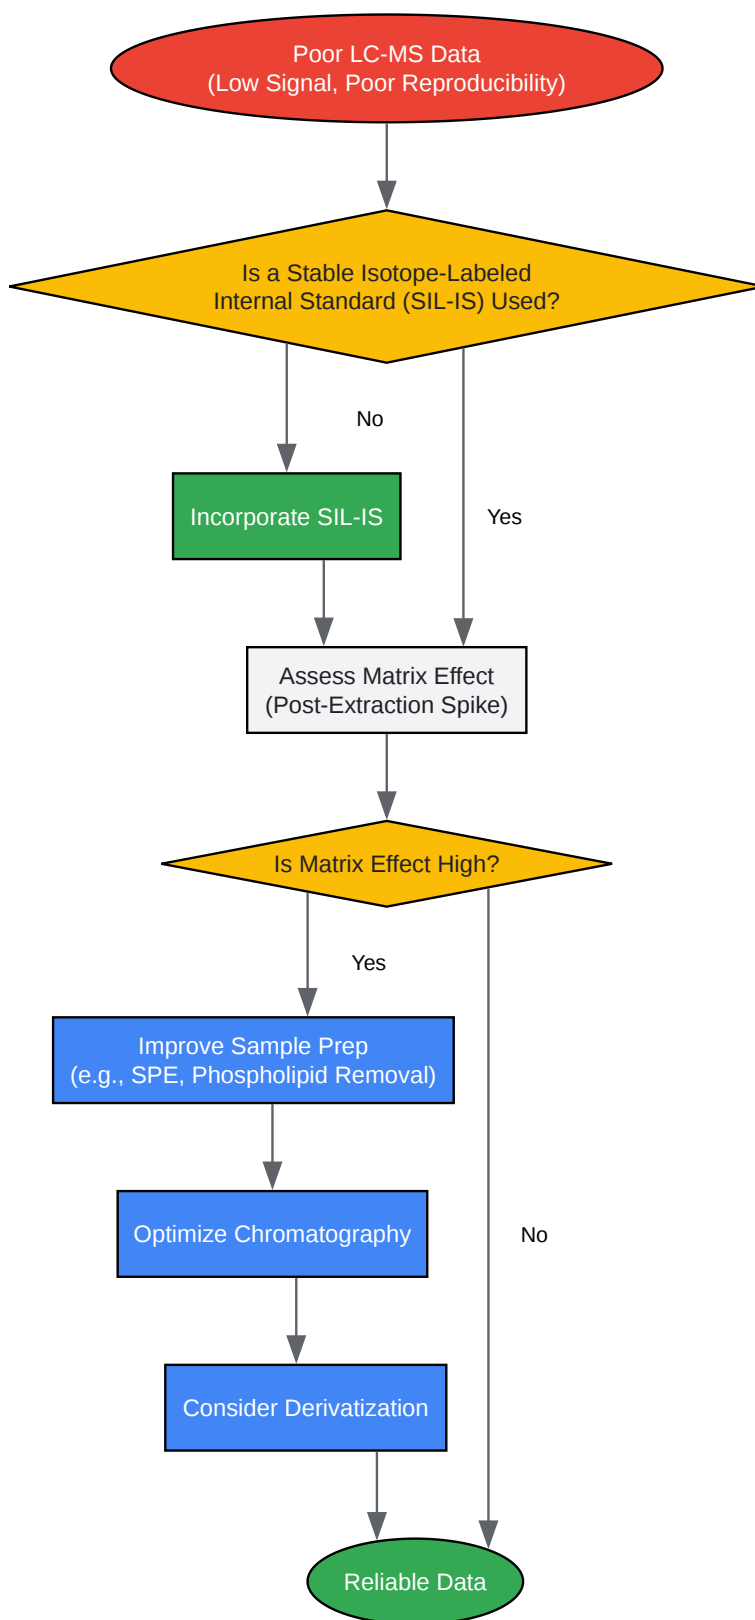 Poor LC-MS Data
(Low Signal, Poor Reproducibility)
Is a Stable Isotope-Labeled
Internal Standard (SIL-IS) Used?
No
Incorporate SIL-IS
Yes
Assess Matrix Effect
(Post-Extraction Spike)
Is Matrix Effect High?
Yes
Improve Sample Prep
(e.g., SPE, Phospholipid Removal)
Optimize Chromatography
No
Consider Derivatization
Reliable Data